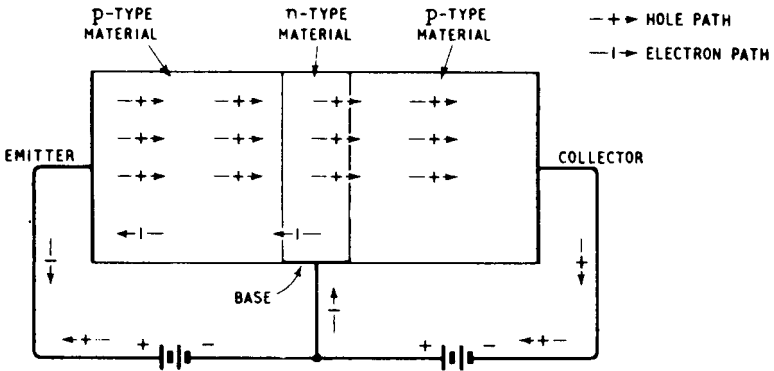 p-TYPE
MATERIAL
n-TYPE
MATERIAL
p-TYPE
MATERIAL
HOLE PATH
ELECTRON PATH
EMITTER
COLLECTOR
BASE
+ -
+ -